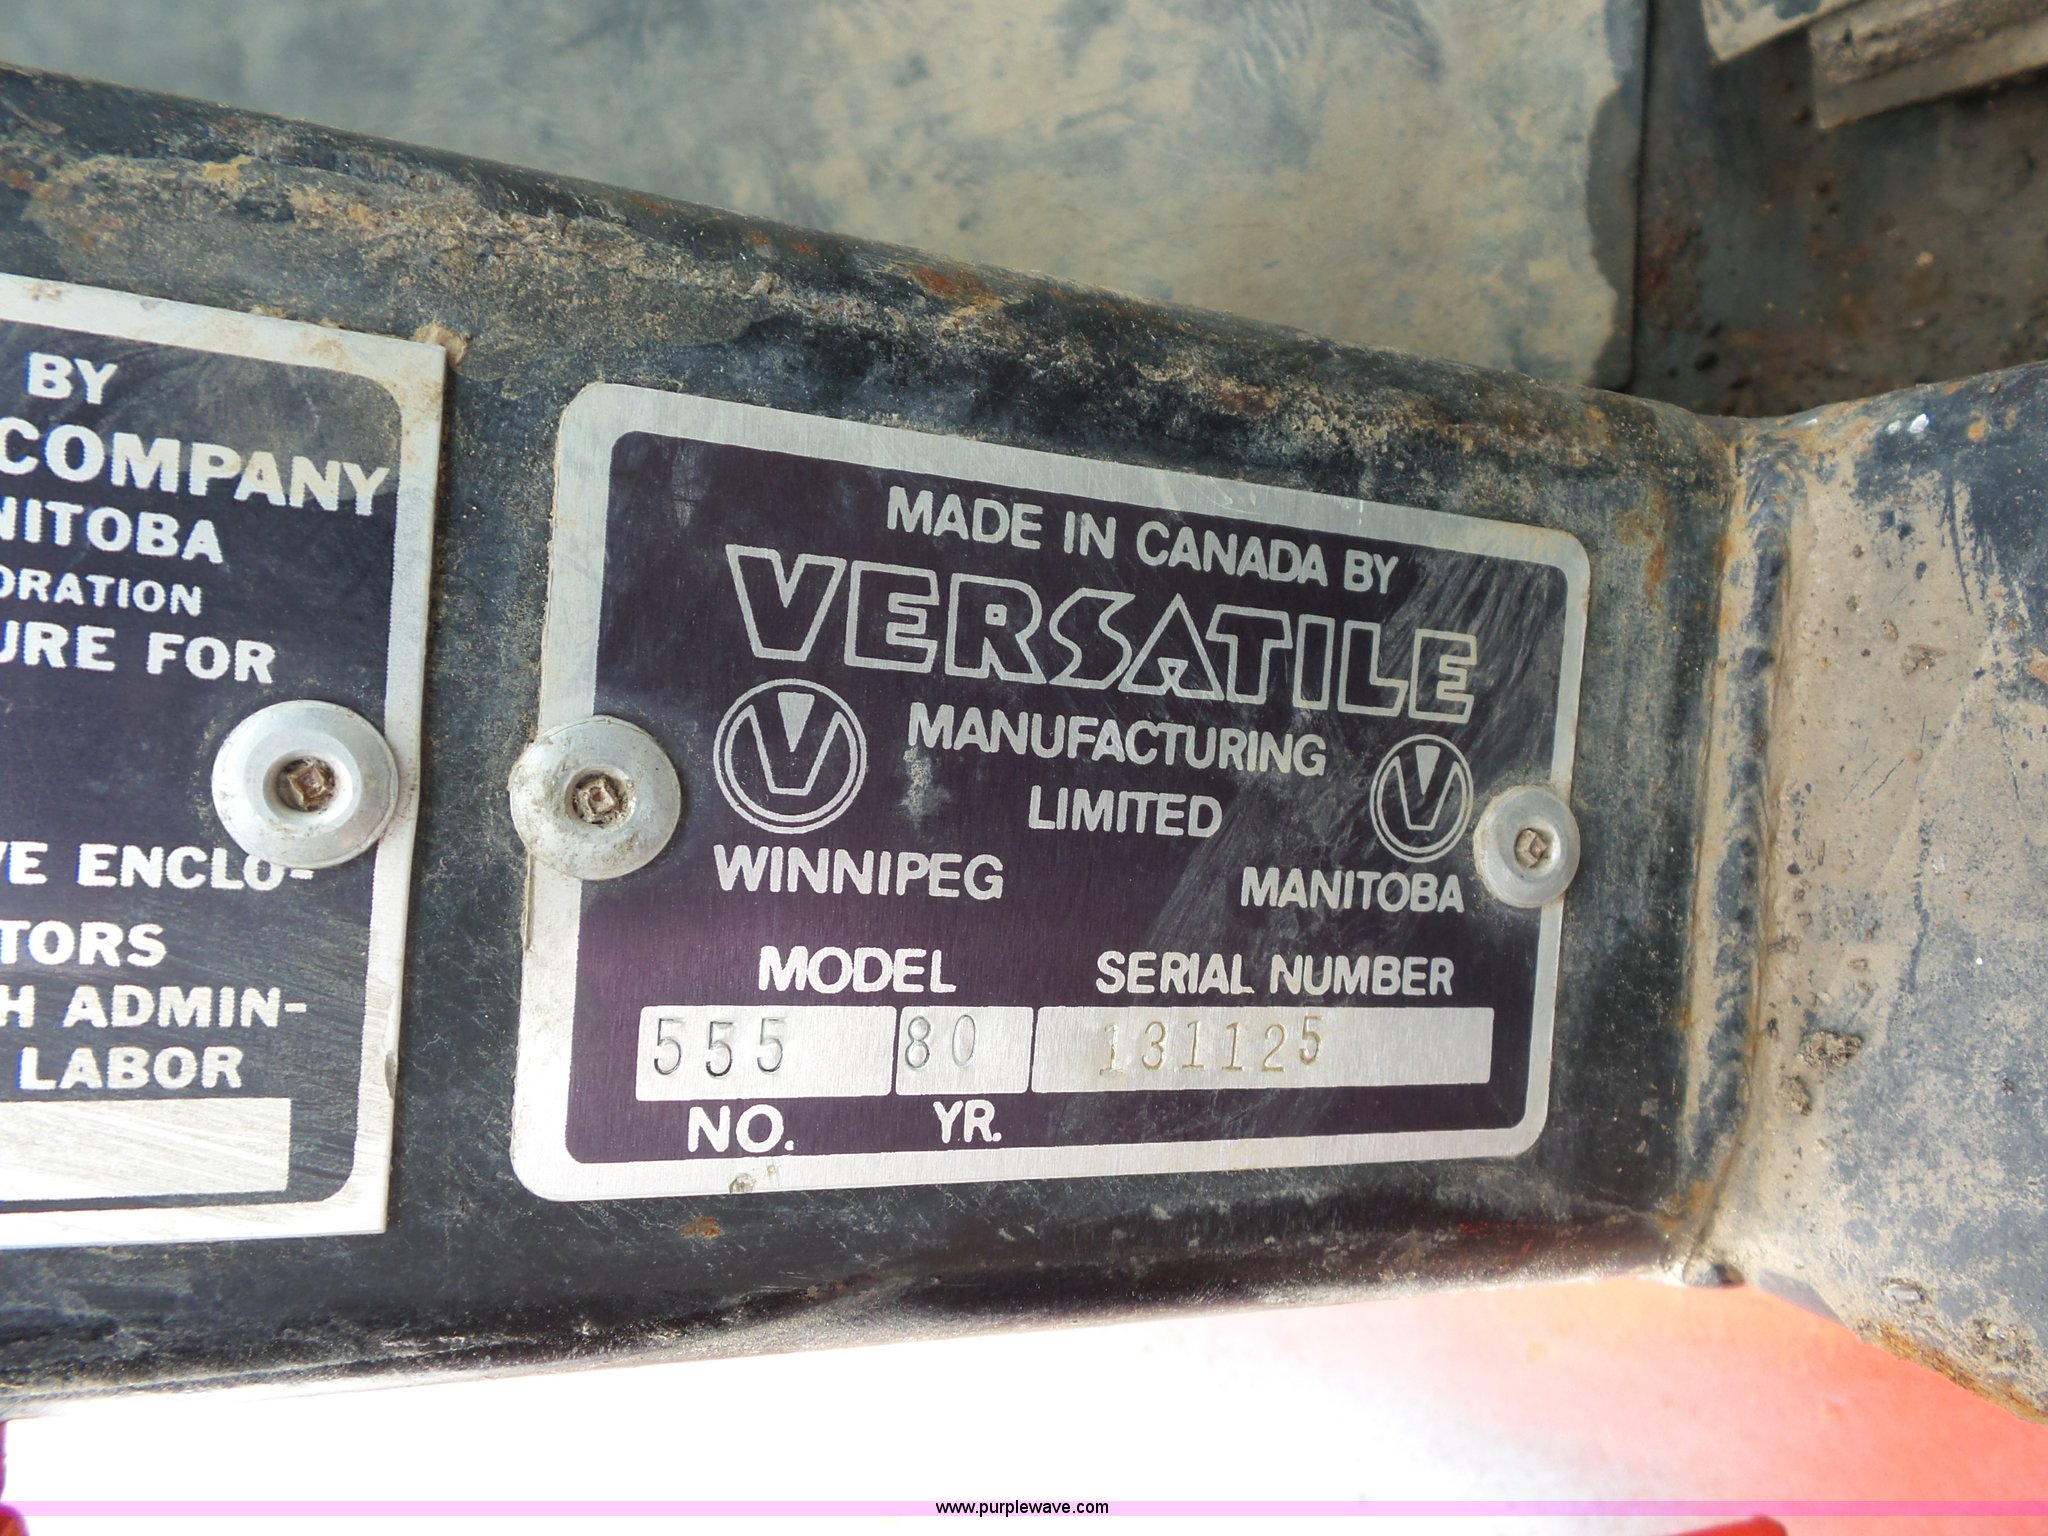 BY
COMPANY
NITOBA
ORATION
URE FOR
VE ENCLO-
TORS
H ADMIN-
LABOR
MADE IN CANADA BY
VERSATILE
MANUFACTURING
LIMITED
WINNIPEG MANITOBA
MODEL SERIAL NUMBER
555 80 131125
NO. YR.
www.purplewave.com